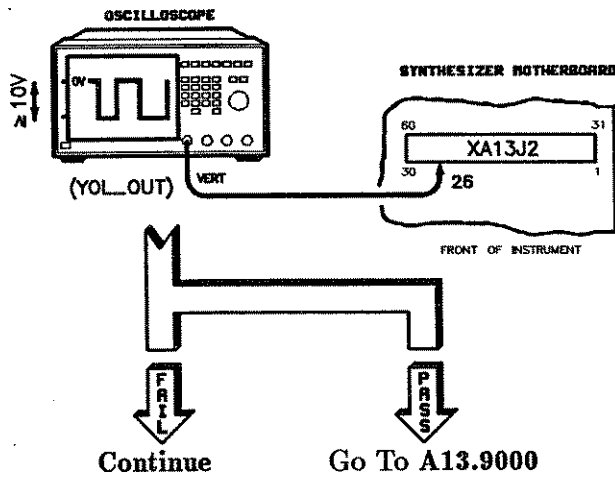 OSCILLOSCOPE
≥ 10V
0V
(YOL_OUT)
VERT
SYNTHESIZER MOTHERBOARD
60 31
XA13J2
30 1
26
FRONT OF INSTRUMENT
FAIL
PASS
Continue
Go To A13.9000